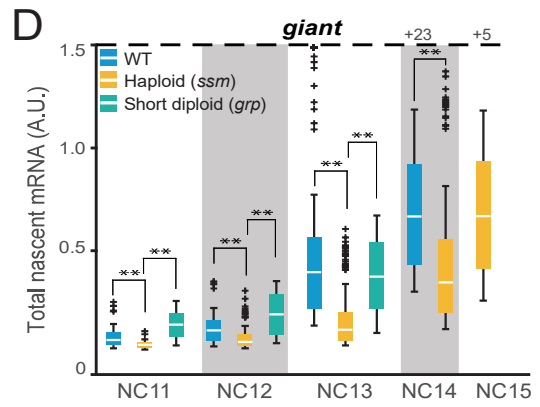 D
giant
+23
+5
1.5
WT
Haploid (ssm)
Short diploid (grp)
**
**
**
**
**
**
**
1.0
0.5
0
Total nascent mRNA (A.U.)
NC11
NC12
NC13
NC14
NC15